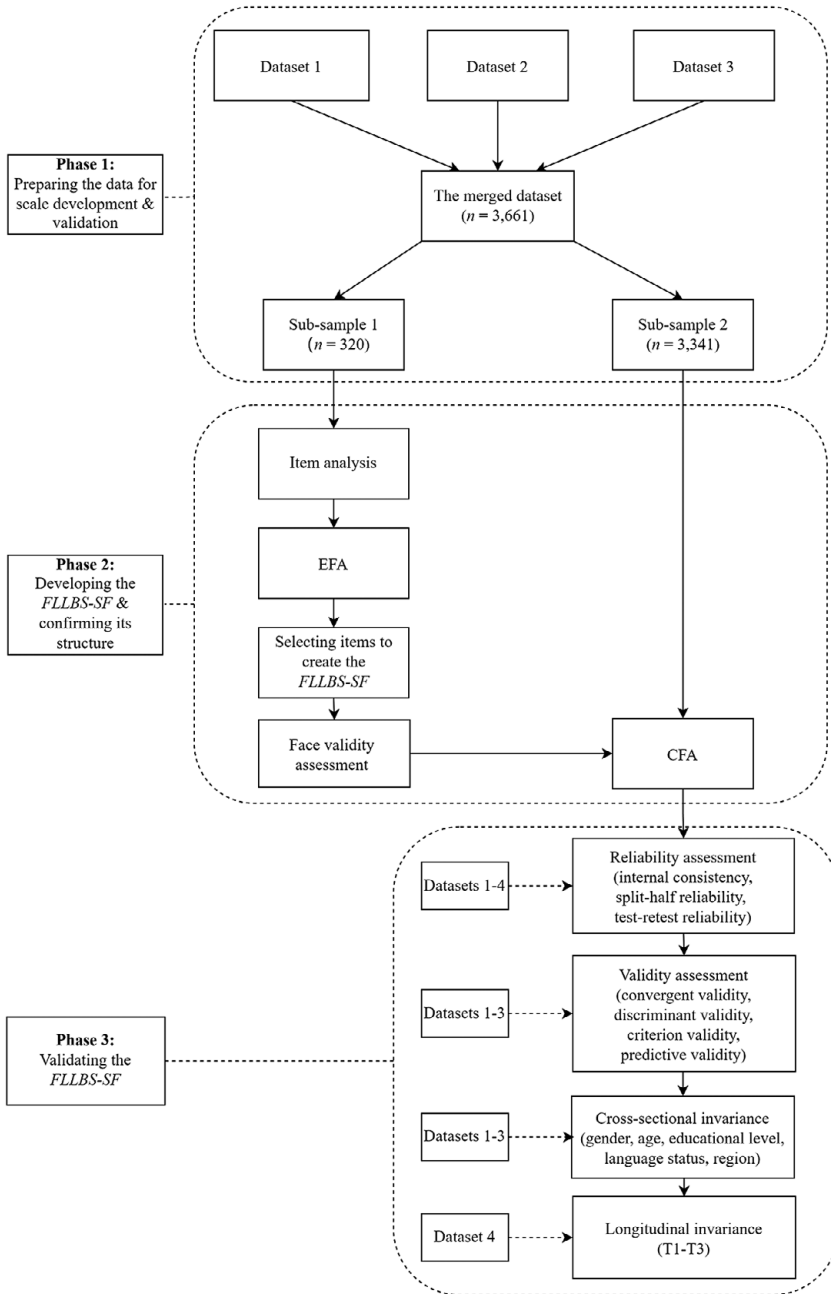 Dataset 1
Dataset 2
Dataset 3
Phase 1:
Preparing the data for
scale development &
validation
The merged dataset
(n = 3,661)
Sub-sample 1
(n = 320)
Sub-sample 2
(n = 3,341)
Item analysis
EFA
Phase 2:
Developing the
FLLBS-SF &
confirming its
structure
Selecting items to
create the
FLLBS-SF
Face validity
assessment
CFA
Datasets 1-4
Reliability assessment
(internal consistency,
split-half reliability,
test-retest reliability)
Datasets 1-3
Validity assessment
(convergent validity,
discriminant validity,
criterion validity,
predictive validity)
Phase 3:
Validating the
FLLBS-SF
Datasets 1-3
Cross-sectional invariance
(gender, age, educational level,
language status, region)
Dataset 4
Longitudinal invariance
(T1-T3)